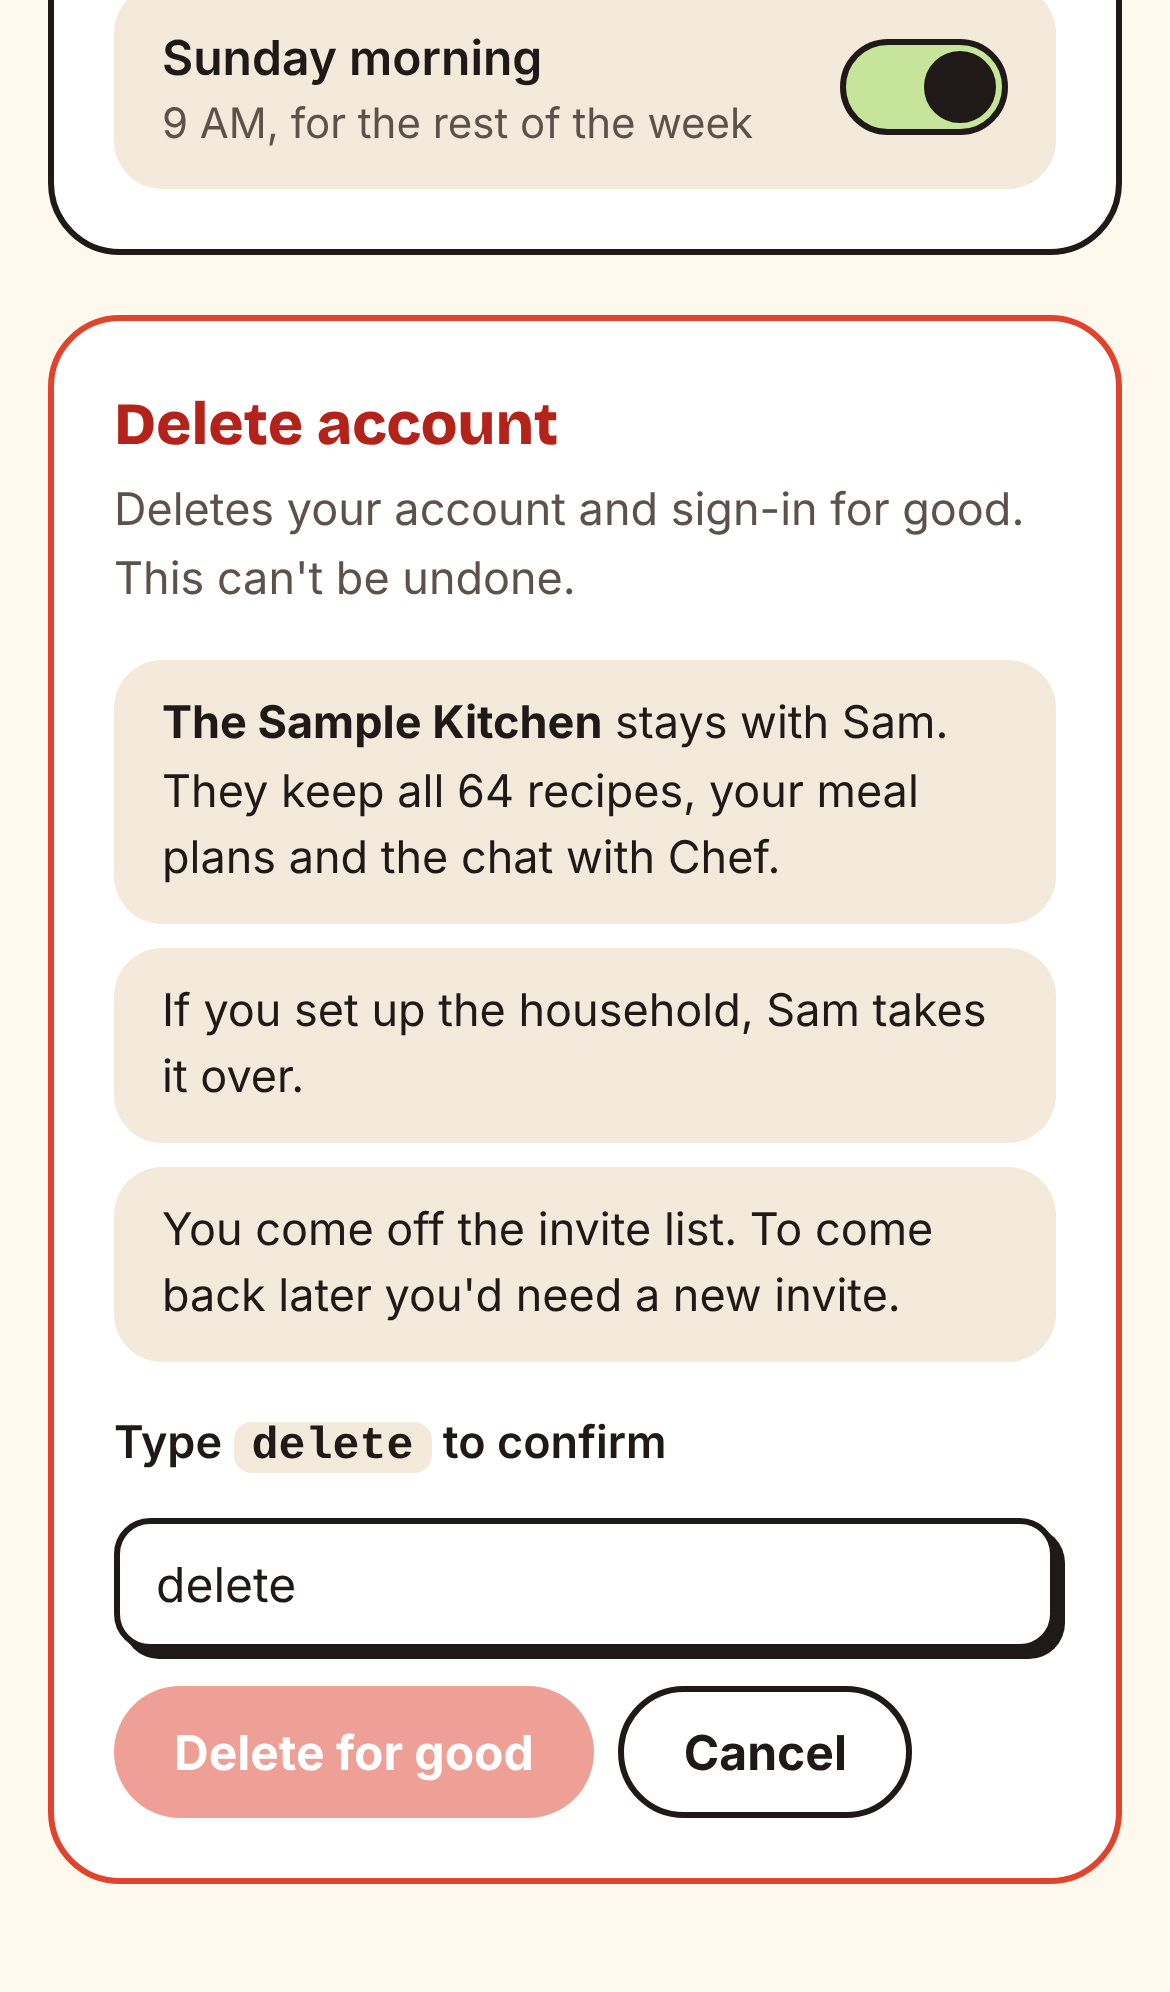 Sunday morning
9 AM, for the rest of the week
Delete account
Deletes your account and sign-in for good.
This can't be undone.
The Sample Kitchen stays with Sam.
They keep all 64 recipes, your meal
plans and the chat with Chef.
If you set up the household, Sam takes
it over.
You come off the invite list. To come
back later you'd need a new invite.
Type delete to confirm
delete
Delete for good
Cancel